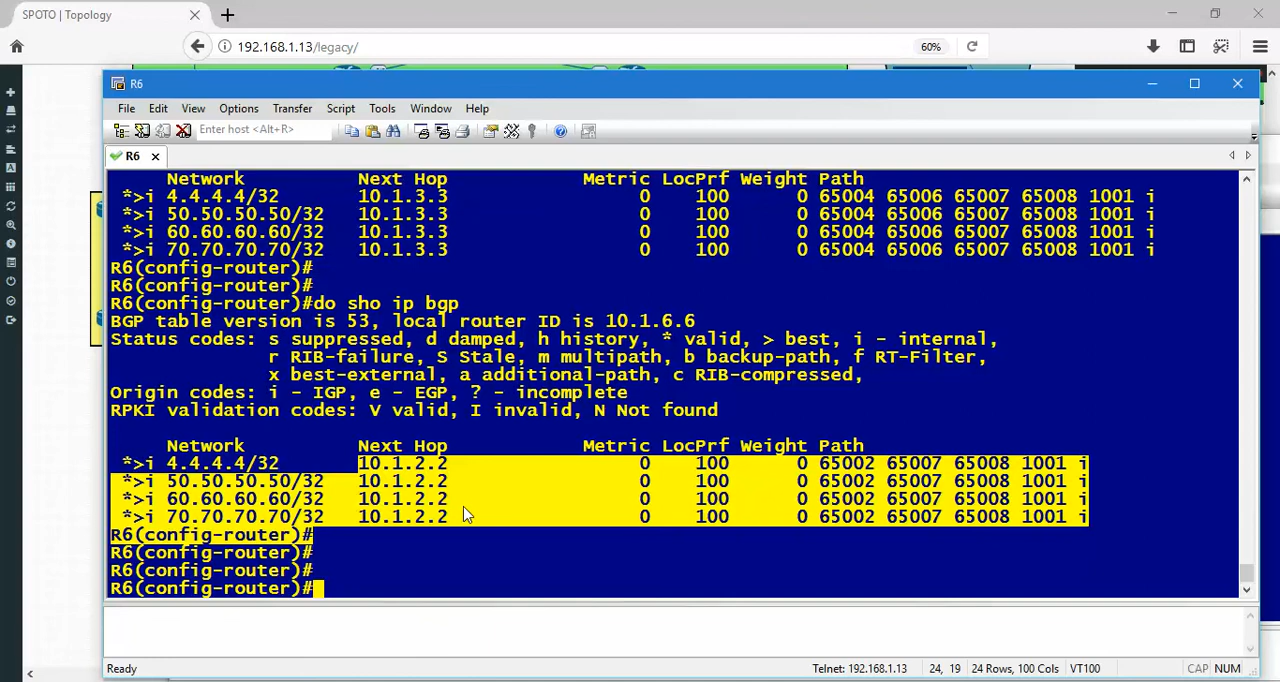 SPOTO | Topology
192.168.1.13/legacy/
60%
R6
File Edit View Options Transfer Script Tools Window Help
Enter host <Alt+R>
R6
Network Next Hop Metric LocPrf Weight Path
*>i 4.4.4.4/32 10.1.3.3 0 100 0 65004 65006 65007 65008 1001 i
*>i 50.50.50.50/32 10.1.3.3 0 100 0 65004 65006 65007 65008 1001 i
*>i 60.60.60.60/32 10.1.3.3 0 100 0 65004 65006 65007 65008 1001 i
*>i 70.70.70.70/32 10.1.3.3 0 100 0 65004 65006 65007 65008 1001 i
R6(config-router)#
R6(config-router)#
R6(config-router)#do sho ip bgp
BGP table version is 53, local router ID is 10.1.6.6
Status codes: s suppressed, d damped, h history, * valid, > best, i - internal,
r RIB-failure, S Stale, m multipath, b backup-path, f RT-Filter,
x best-external, a additional-path, c RIB-compressed,
Origin codes: i - IGP, e - EGP, ? - incomplete
RPKI validation codes: V valid, I invalid, N Not found
Network Next Hop Metric LocPrf Weight Path
*>i 4.4.4.4/32 10.1.2.2 0 100 0 65002 65007 65008 1001 i
*>i 50.50.50.50/32 10.1.2.2 0 100 0 65002 65007 65008 1001 i
*>i 60.60.60.60/32 10.1.2.2 0 100 0 65002 65007 65008 1001 i
*>i 70.70.70.70/32 10.1.2.2 0 100 0 65002 65007 65008 1001 i
R6(config-router)#
R6(config-router)#
R6(config-router)#
R6(config-router)#
Ready Telnet: 192.168.1.13 24, 19 24 Rows, 100 Cols VT100 CAP NUM